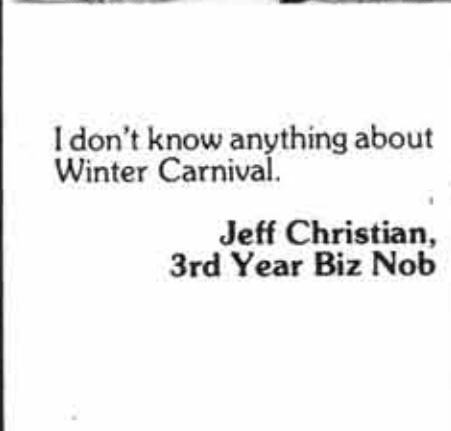 I don't know anything about
Winter Carnival.
Jeff Christian,
3rd Year Biz Nob